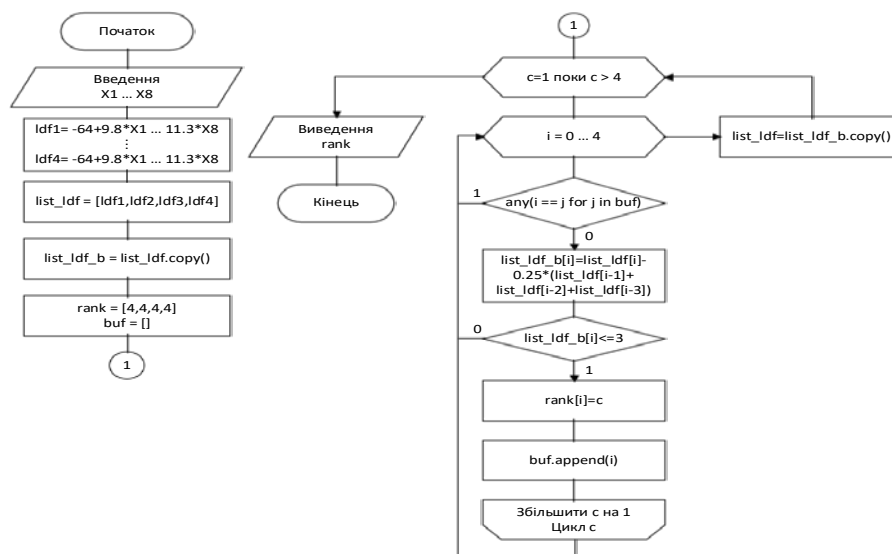 Початок
Введення
X1 ... X8
ldf1= -64+9.8*X1 ... 11.3*X8
⋮
ldf4= -64+9.8*X1 ... 11.3*X8
list_ldf = [ldf1,ldf2,ldf3,ldf4]
list_ldf_b = list_ldf.copy()
rank = [4,4,4,4]
buf = []
1
1
c=1 поки c > 4
Виведення
rank
Кінець
i = 0 ... 4
list_ldf=list_ldf_b.copy()
1
any(i == j for j in buf)
0
list_ldf_b[i]=list_ldf[i]-
0.25*(list_ldf[i-1]+
list_ldf[i-2]+list_ldf[i-3])
0
list_ldf_b[i]<=3
1
rank[i]=c
buf.append(i)
Збільшити c на 1
Цикл c